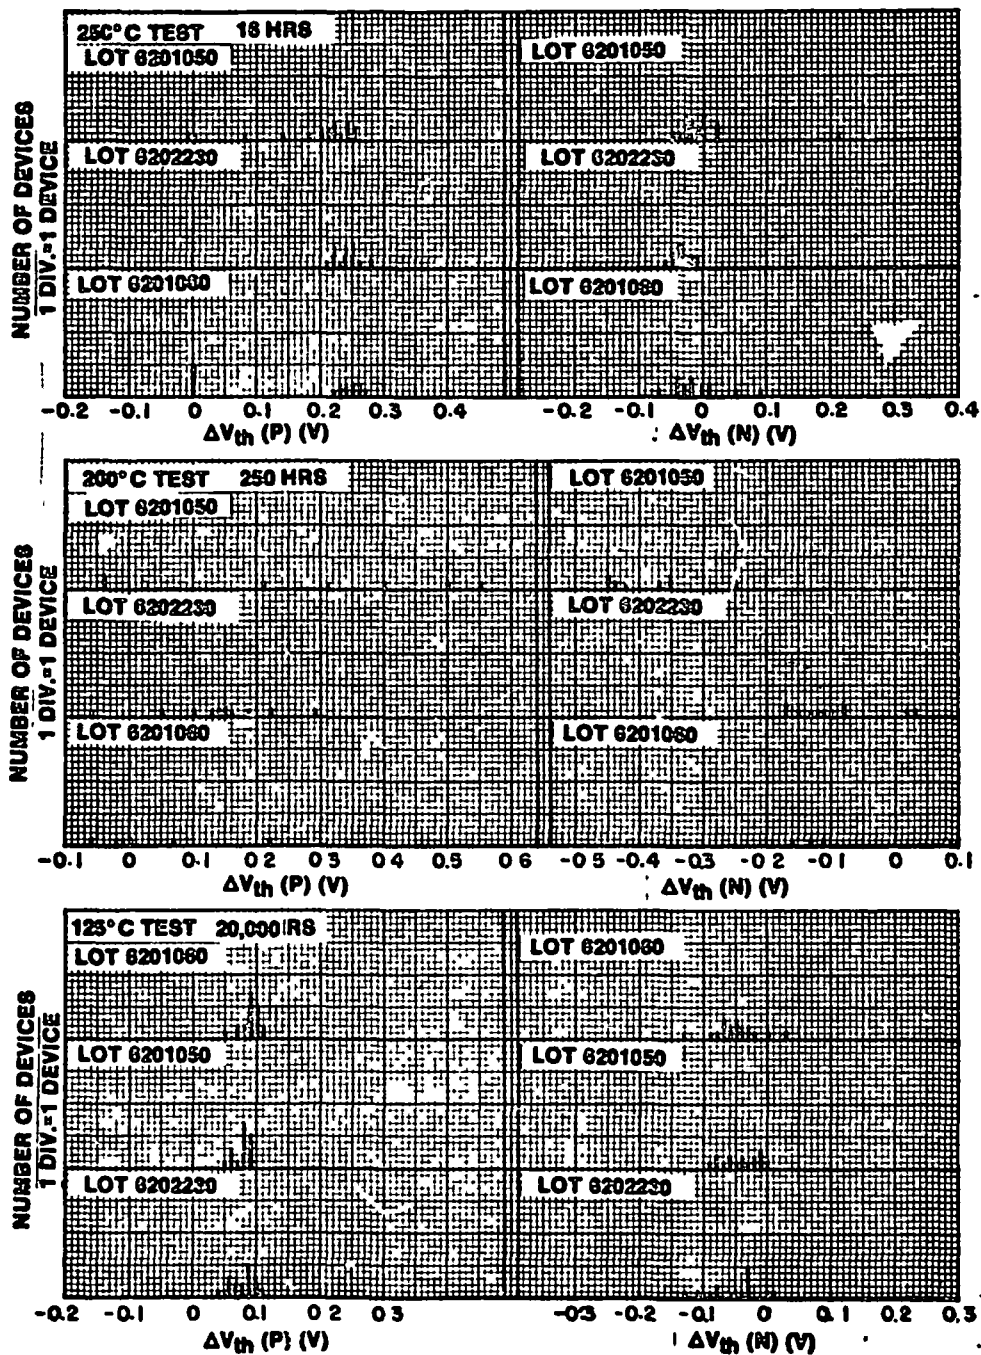 250°C TEST 16 HRS
LOT 6201050
LOT 6201050
LOT 6202230
LOT 6202230
LOT 6201060
LOT 6201060
NUMBER OF DEVICES
1 DIV.=1 DEVICE
-0.2 -0.1 0 0.1 0.2 0.3 0.4 -0.2 -0.1 0 0.1 0.2 0.3 0.4
ΔVth (P) (V) ΔVth (N) (V)
200°C TEST 250 HRS
LOT 6201050
LOT 6201050
LOT 6202230
LOT 6202230
LOT 6201060
LOT 6201060
NUMBER OF DEVICES
1 DIV.=1 DEVICE
-0.1 0 0.1 0.2 0.3 0.4 0.5 0.6 -0.5 -0.4 -0.3 -0.2 -0.1 0 0.1
ΔVth (P) (V) ΔVth (N) (V)
125°C TEST 20,000 RS
LOT 6201060
LOT 6201060
LOT 6201050
LOT 6201050
LOT 6202230
LOT 6202230
NUMBER OF DEVICES
1 DIV.=1 DEVICE
-0.2 -0.1 0 0.1 0.2 0.3 -0.3 -0.2 -0.1 0 0.1 0.2 0.3
ΔVth (P) (V) ΔVth (N) (V)